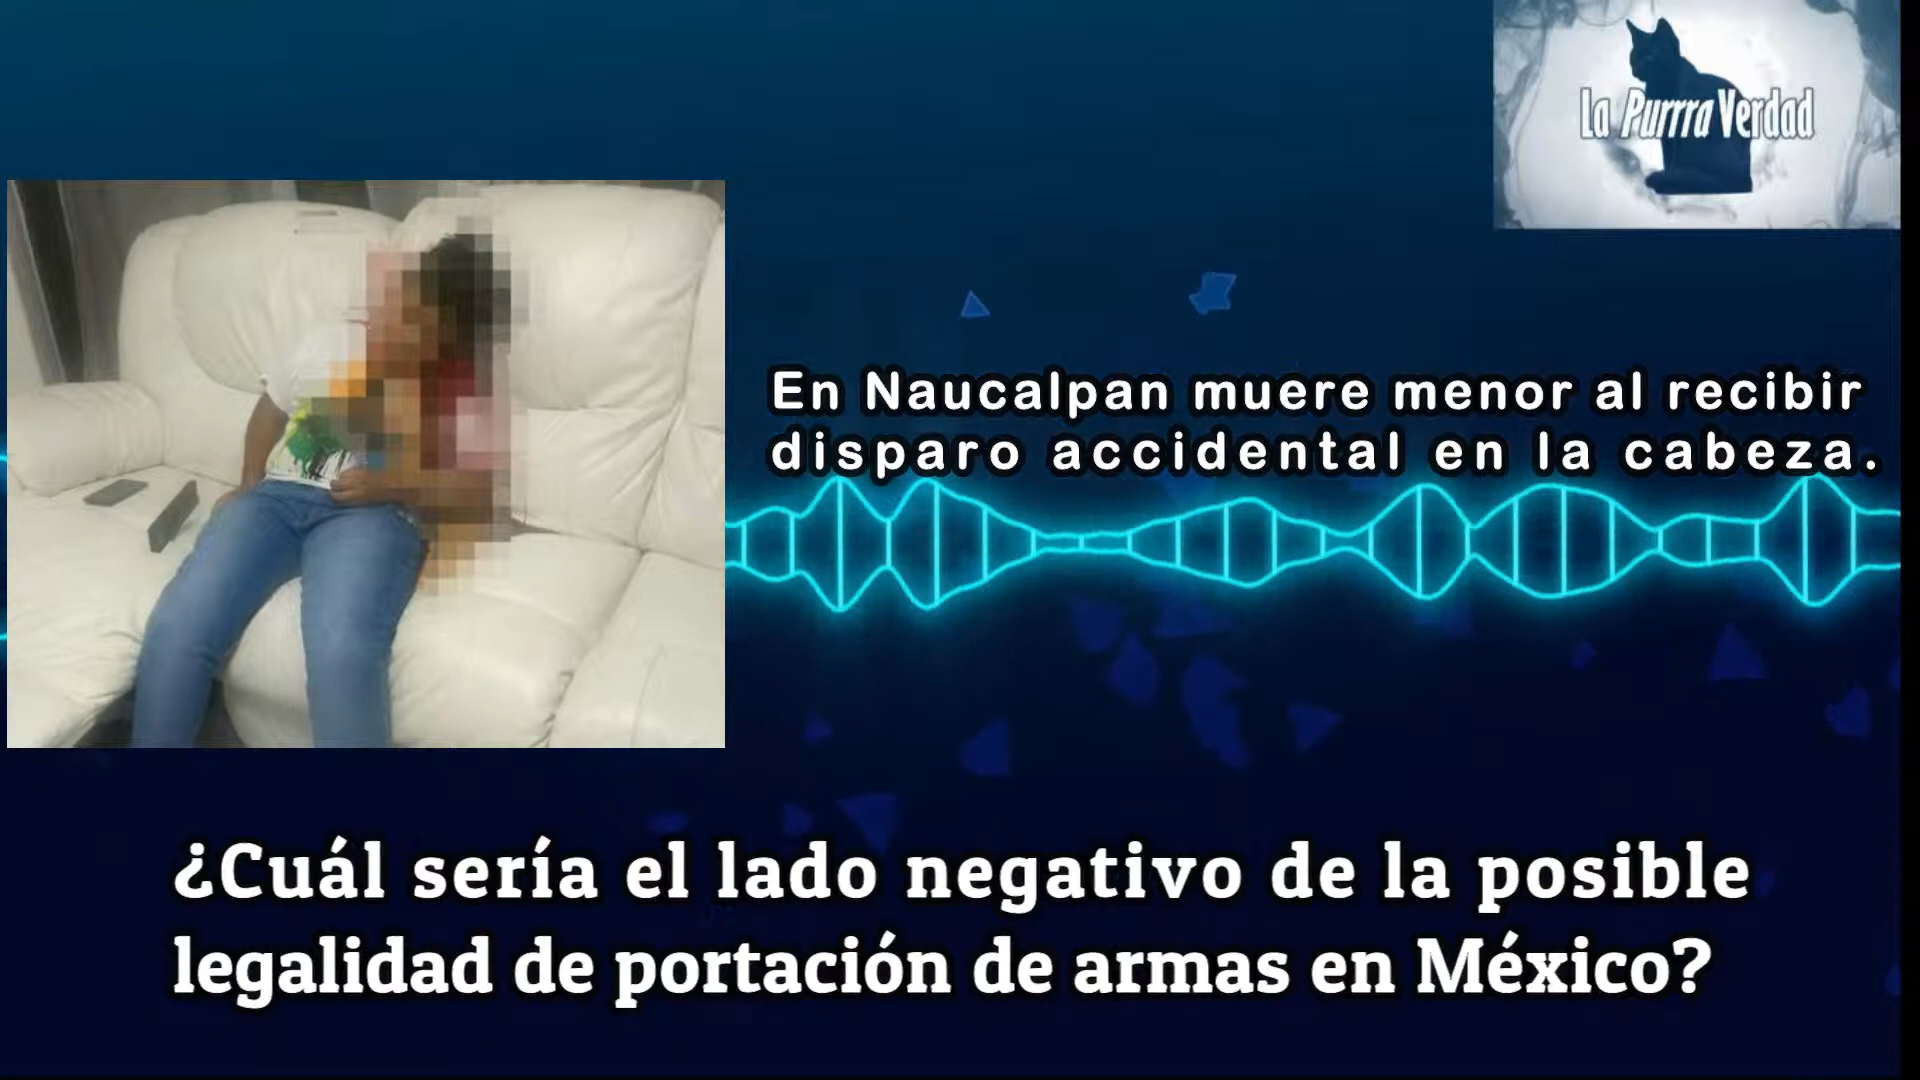 La Purrra Verdad
En Naucalpan muere menor al recibir
disparo accidental en la cabeza.
¿Cuál sería el lado negativo de la posible
legalidad de portación de armas en México?